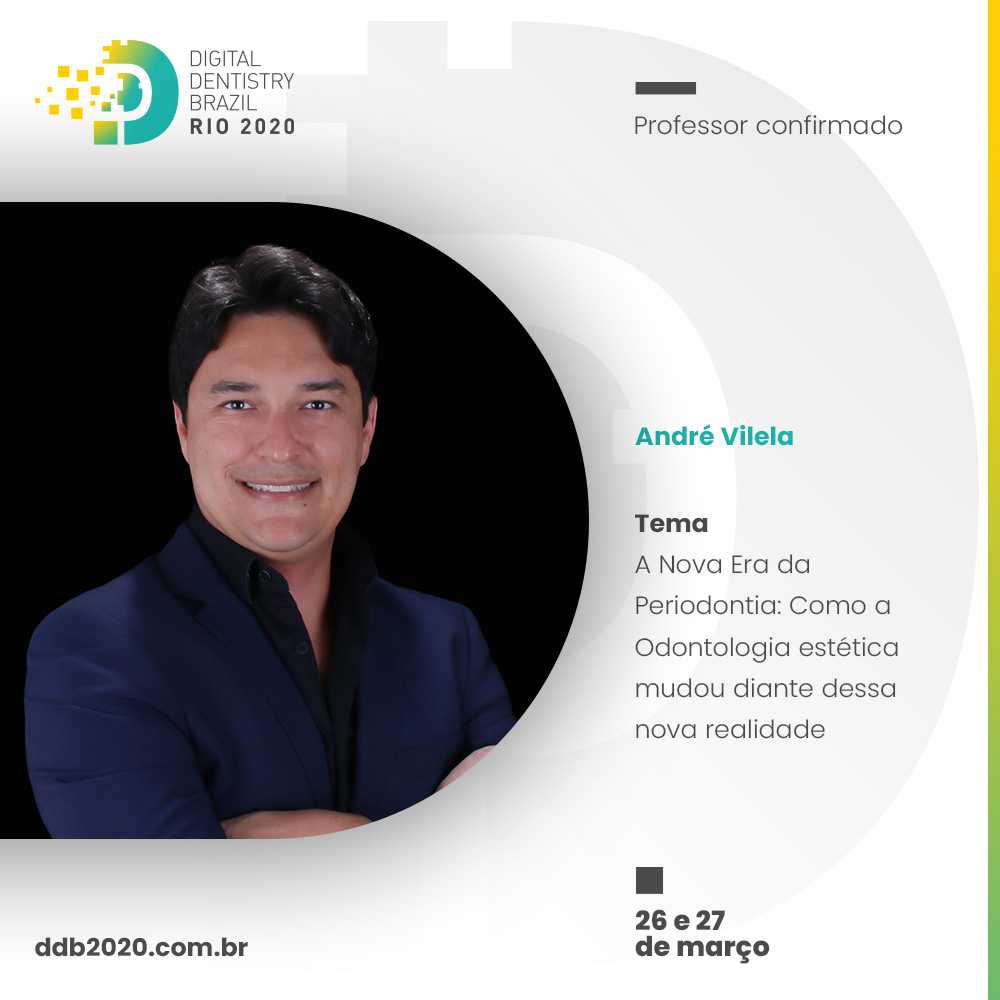 DIGITAL
DENTISTRY
BRAZIL
RIO 2020
Professor confirmado
André Vilela
Tema
A Nova Era da
Periodontia: Como a
Odontologia estética
mudou diante dessa
nova realidade
26 e 27
de março
ddb2020.com.br